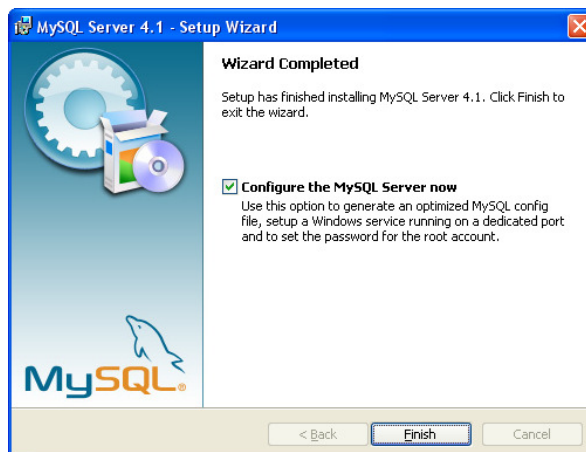 MySQL Server 4.1 - Setup Wizard
Wizard Completed
Setup has finished installing MySQL Server 4.1. Click Finish to
exit the wizard.
Configure the MySQL Server now
Use this option to generate an optimized MySQL config
file, setup a Windows service running on a dedicated port
and to set the password for the root account.
MySQL®
< Back
Finish
Cancel